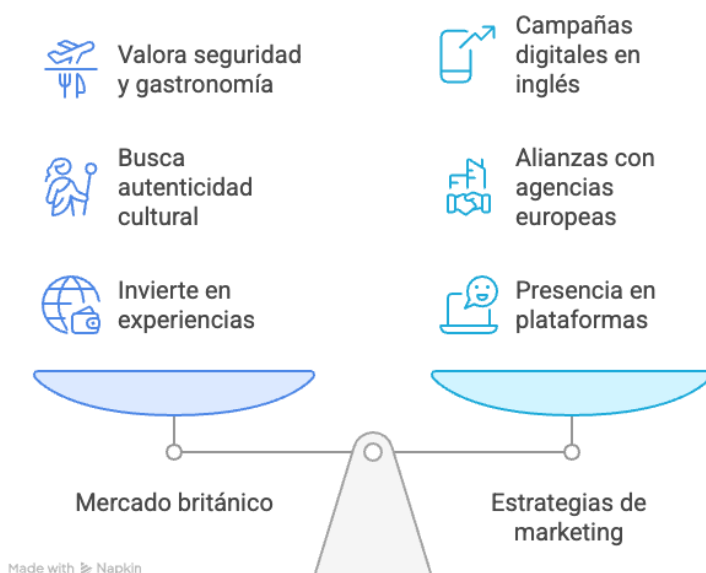 Valora seguridad
y gastronomía
Busca
autenticidad
cultural
Invierte en
experiencias
Mercado británico
Campañas
digitales en
inglés
Alianzas con
agencias
europeas
Presencia en
plataformas
Estrategias de
marketing
Made with Napkin